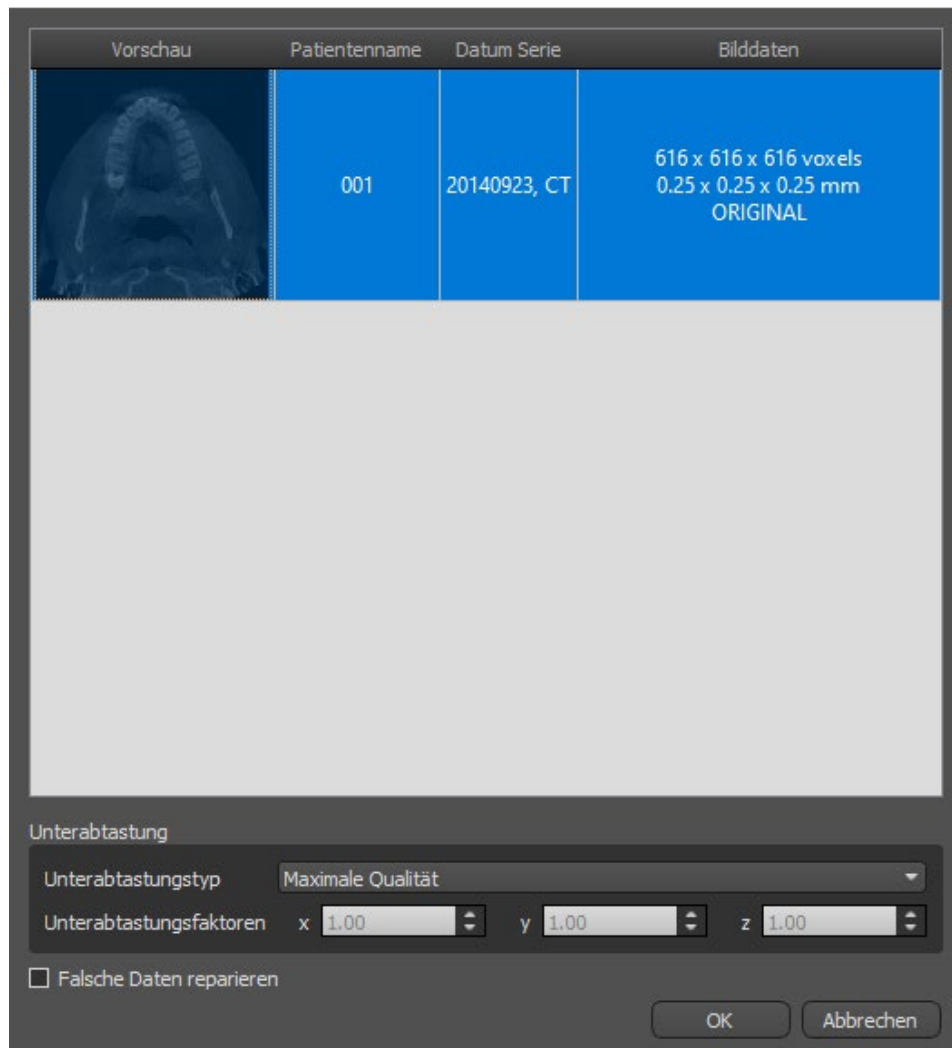 Vorschau Patientenname Datum Serie Bilddaten
001 20140923, CT 616 x 616 x 616 voxels
0.25 x 0.25 x 0.25 mm
ORIGINAL
Unterabtastung
Unterabtastungstyp Maximale Qualität
Unterabtastungsfaktoren x 1.00 y 1.00 z 1.00
Falsche Daten reparieren
OK Abbrechen